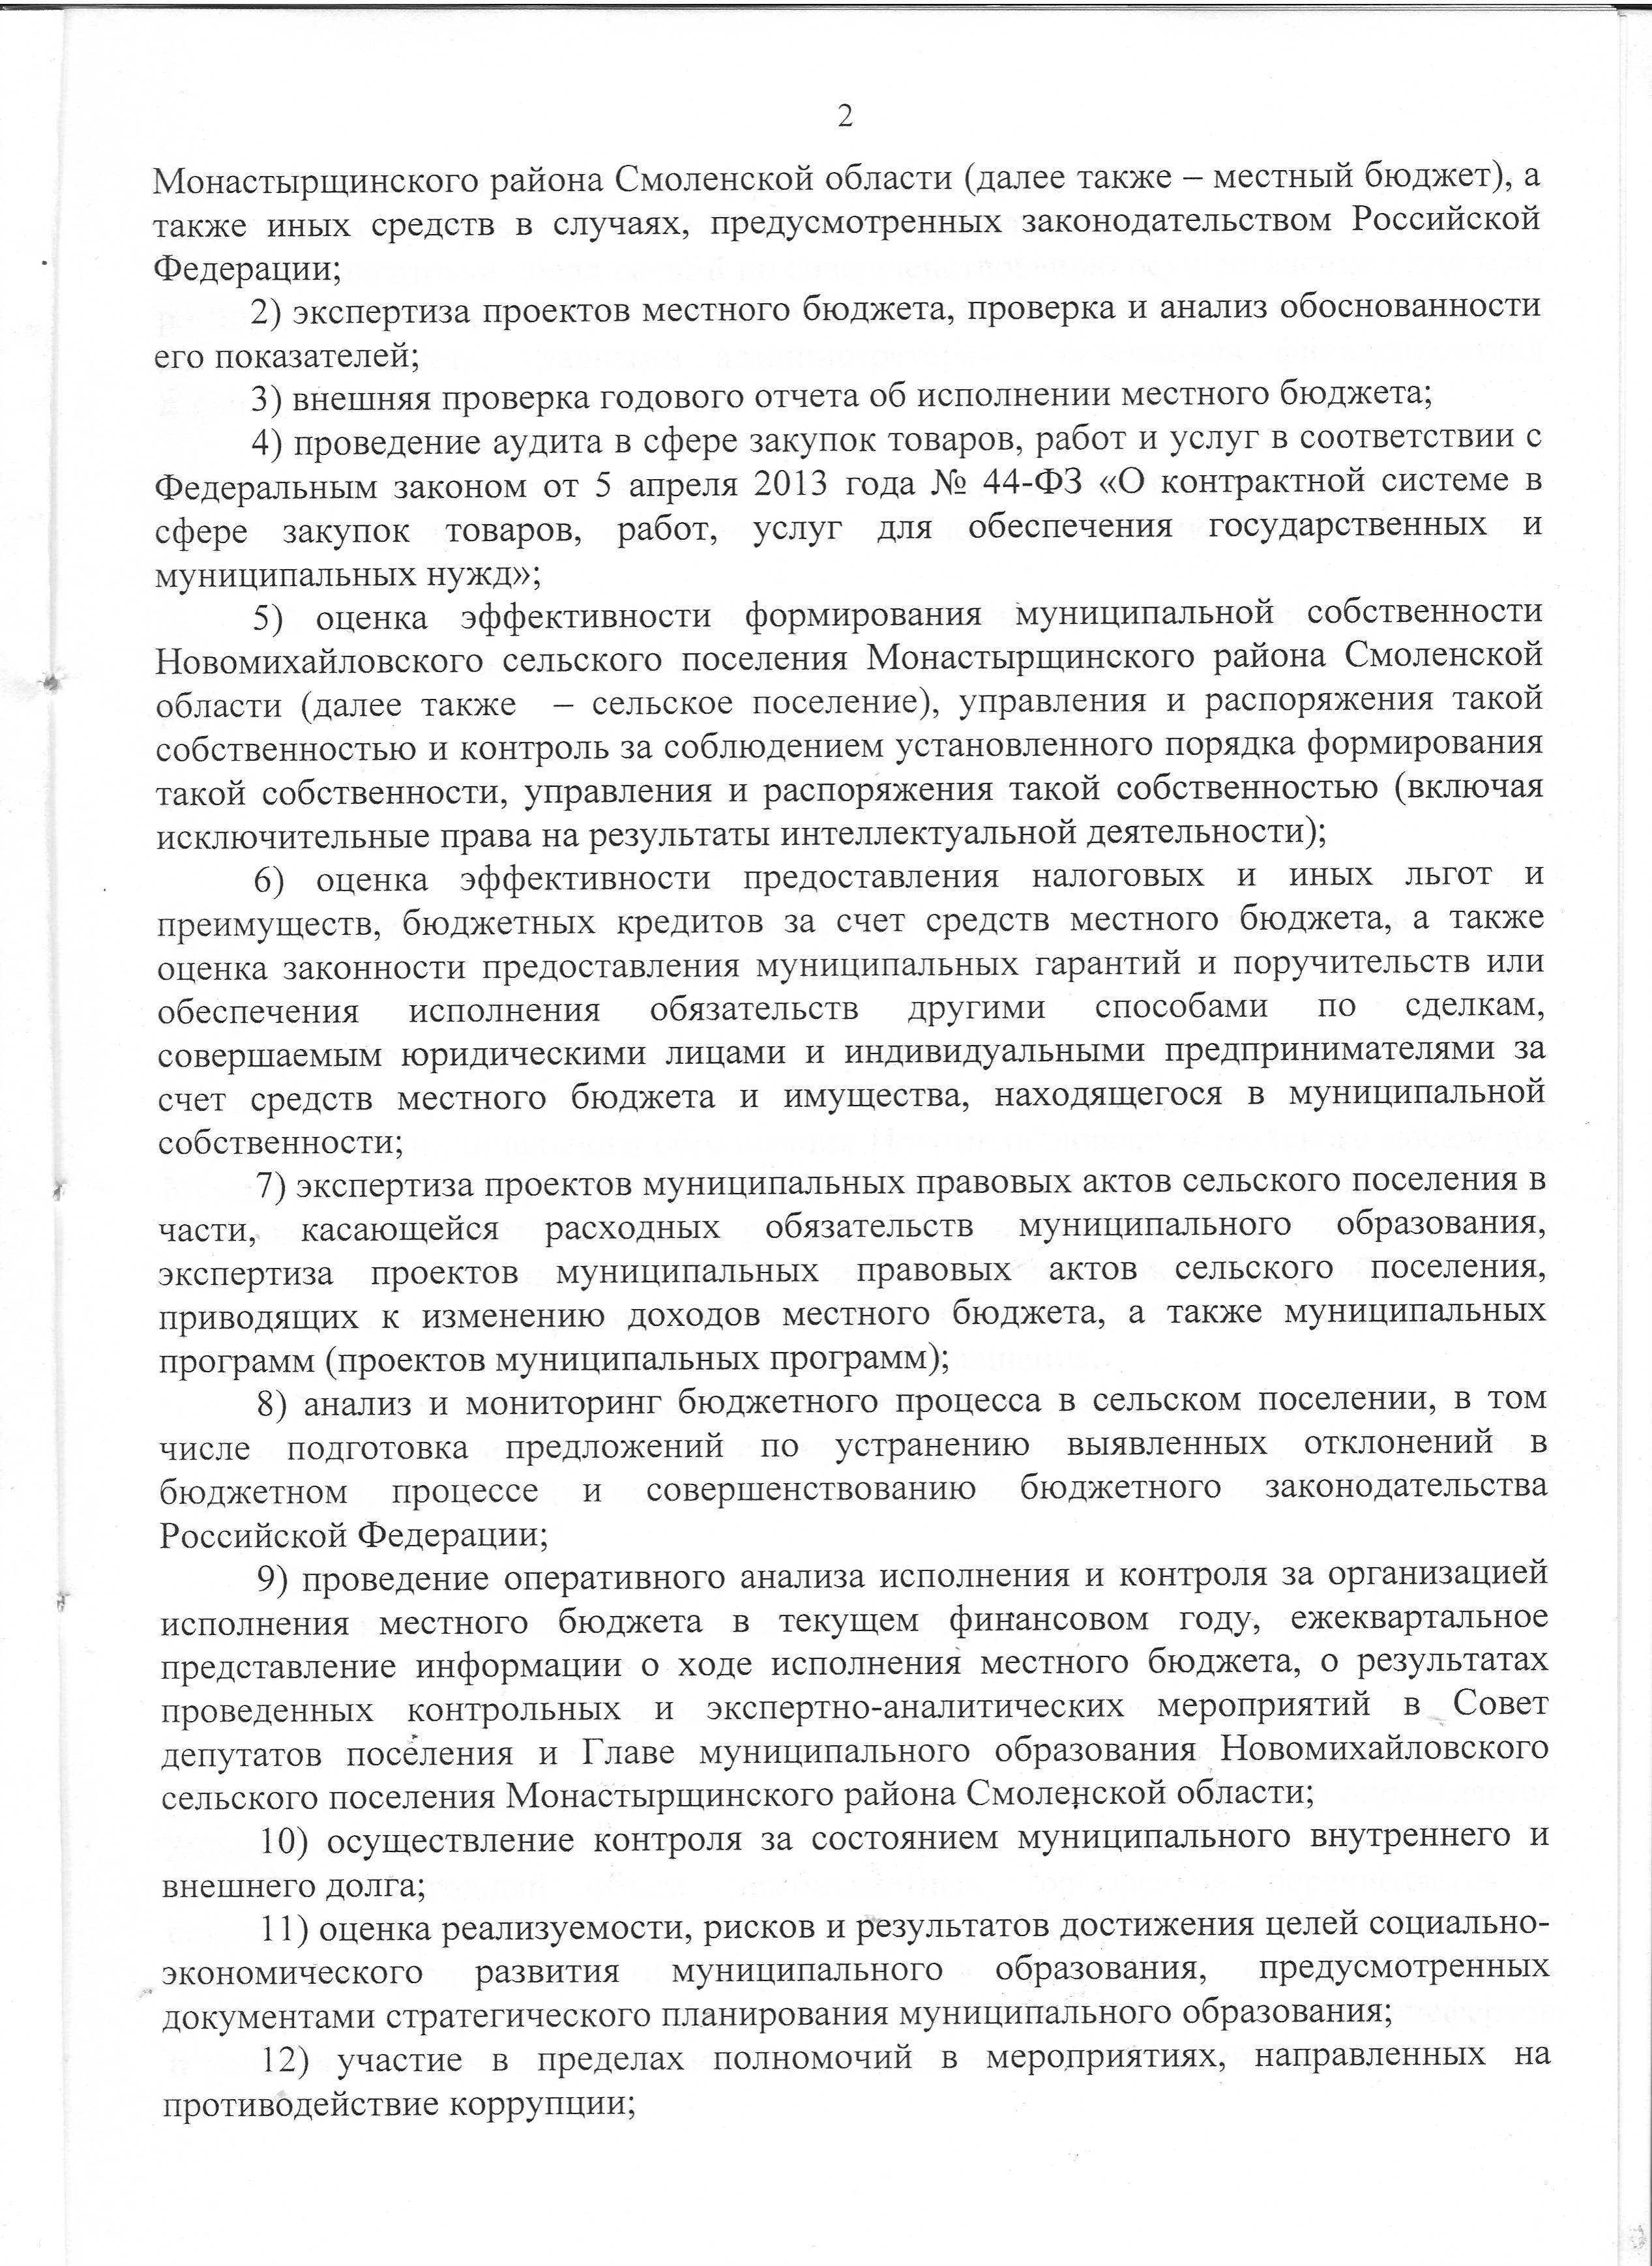 2
Монастырщинского района Смоленской области (далее также – местный бюджет), а
также иных средств в случаях, предусмотренных законодательством Российской
Федерации;
2) экспертиза проектов местного бюджета, проверка и анализ обоснованности
его показателей;
3) внешняя проверка годового отчета об исполнении местного бюджета;
4) проведение аудита в сфере закупок товаров, работ и услуг в соответствии с
Федеральным законом от 5 апреля 2013 года № 44-ФЗ «О контрактной системе в
сфере закупок товаров, работ, услуг для обеспечения государственных и
муниципальных нужд»;
5) оценка эффективности формирования муниципальной собственности
Новомихайловского сельского поселения Монастырщинского района Смоленской
области (далее также – сельское поселение), управления и распоряжения такой
собственностью и контроль за соблюдением установленного порядка формирования
такой собственности, управления и распоряжения такой собственностью (включая
исключительные права на результаты интеллектуальной деятельности);
6) оценка эффективности предоставления налоговых и иных льгот и
преимуществ, бюджетных кредитов за счет средств местного бюджета, а также
оценка законности предоставления муниципальных гарантий и поручительств или
обеспечения исполнения обязательств другими способами по сделкам,
совершаемым юридическими лицами и индивидуальными предпринимателями за
счет средств местного бюджета и имущества, находящегося в муниципальной
собственности;
7) экспертиза проектов муниципальных правовых актов сельского поселения в
части, касающейся расходных обязательств муниципального образования,
экспертиза проектов муниципальных правовых актов сельского поселения,
приводящих к изменению доходов местного бюджета, а также муниципальных
программ (проектов муниципальных программ);
8) анализ и мониторинг бюджетного процесса в сельском поселении, в том
числе подготовка предложений по устранению выявленных отклонений в
бюджетном процессе и совершенствованию бюджетного законодательства
Российской Федерации;
9) проведение оперативного анализа исполнения и контроля за организацией
исполнения местного бюджета в текущем финансовом году, ежеквартальное
представление информации о ходе исполнения местного бюджета, о результатах
проведенных контрольных и экспертно-аналитических мероприятий в Совет
депутатов поселения и Главе муниципального образования Новомихайловского
сельского поселения Монастырщинского района Смоленской области;
10) осуществление контроля за состоянием муниципального внутреннего и
внешнего долга;
11) оценка реализуемости, рисков и результатов достижения целей социально-
экономического развития муниципального образования, предусмотренных
документами стратегического планирования муниципального образования;
12) участие в пределах полномочий в мероприятиях, направленных на
противодействие коррупции;